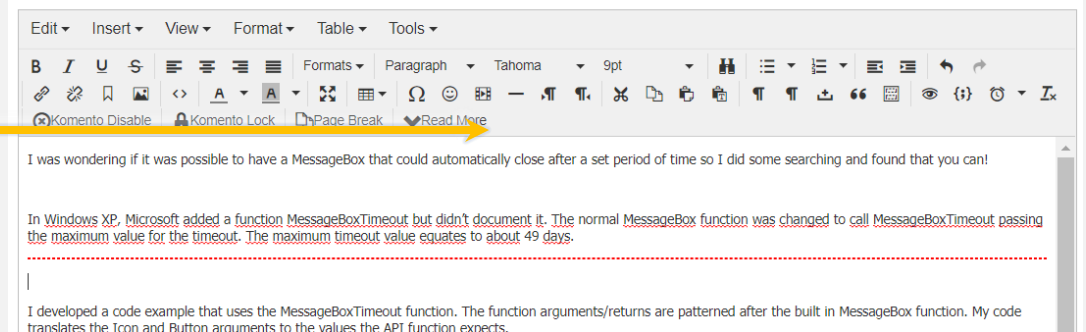 Edit Insert View Format Table Tools
Formats Paragraph Tahoma 9pt
Komento Disable Komento Lock Page Break Read More
I was wondering if it was possible to have a MessageBox that could automatically close after a set period of time so I did some searching and found that you can!
In Windows XP, Microsoft added a function MessageBoxTimeout but didn't document it. The normal MessageBox function was changed to call MessageBoxTimeout passing
the maximum value for the timeout. The maximum timeout value equates to about 49 days.
I developed a code example that uses the MessageBoxTimeout function. The function arguments/returns are patterned after the built in MessageBox function. My code
translates the Icon and Button arguments to the values the API function expects.